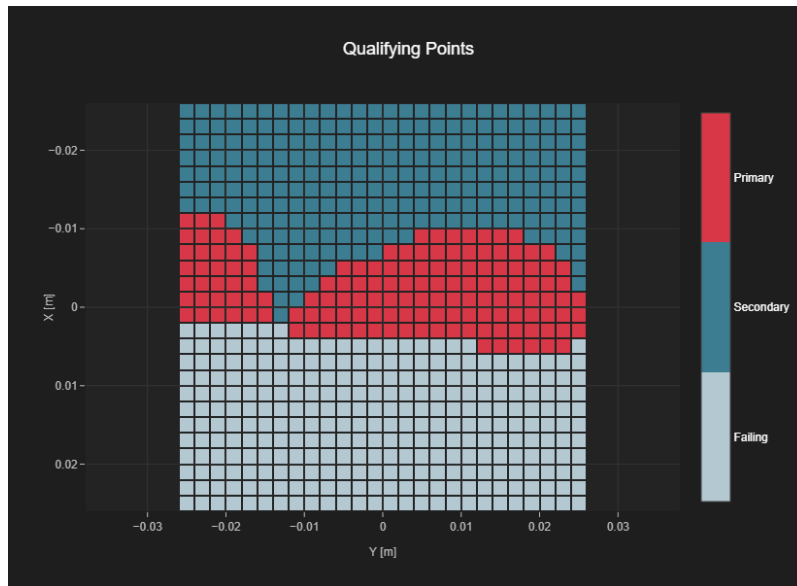 Qualifying Points
−0.02
−0.01
0
0.01
0.02
X [m]
−0.03
−0.02
−0.01
0
0.01
0.02
0.03
Y [m]
Primary
Secondary
Failing